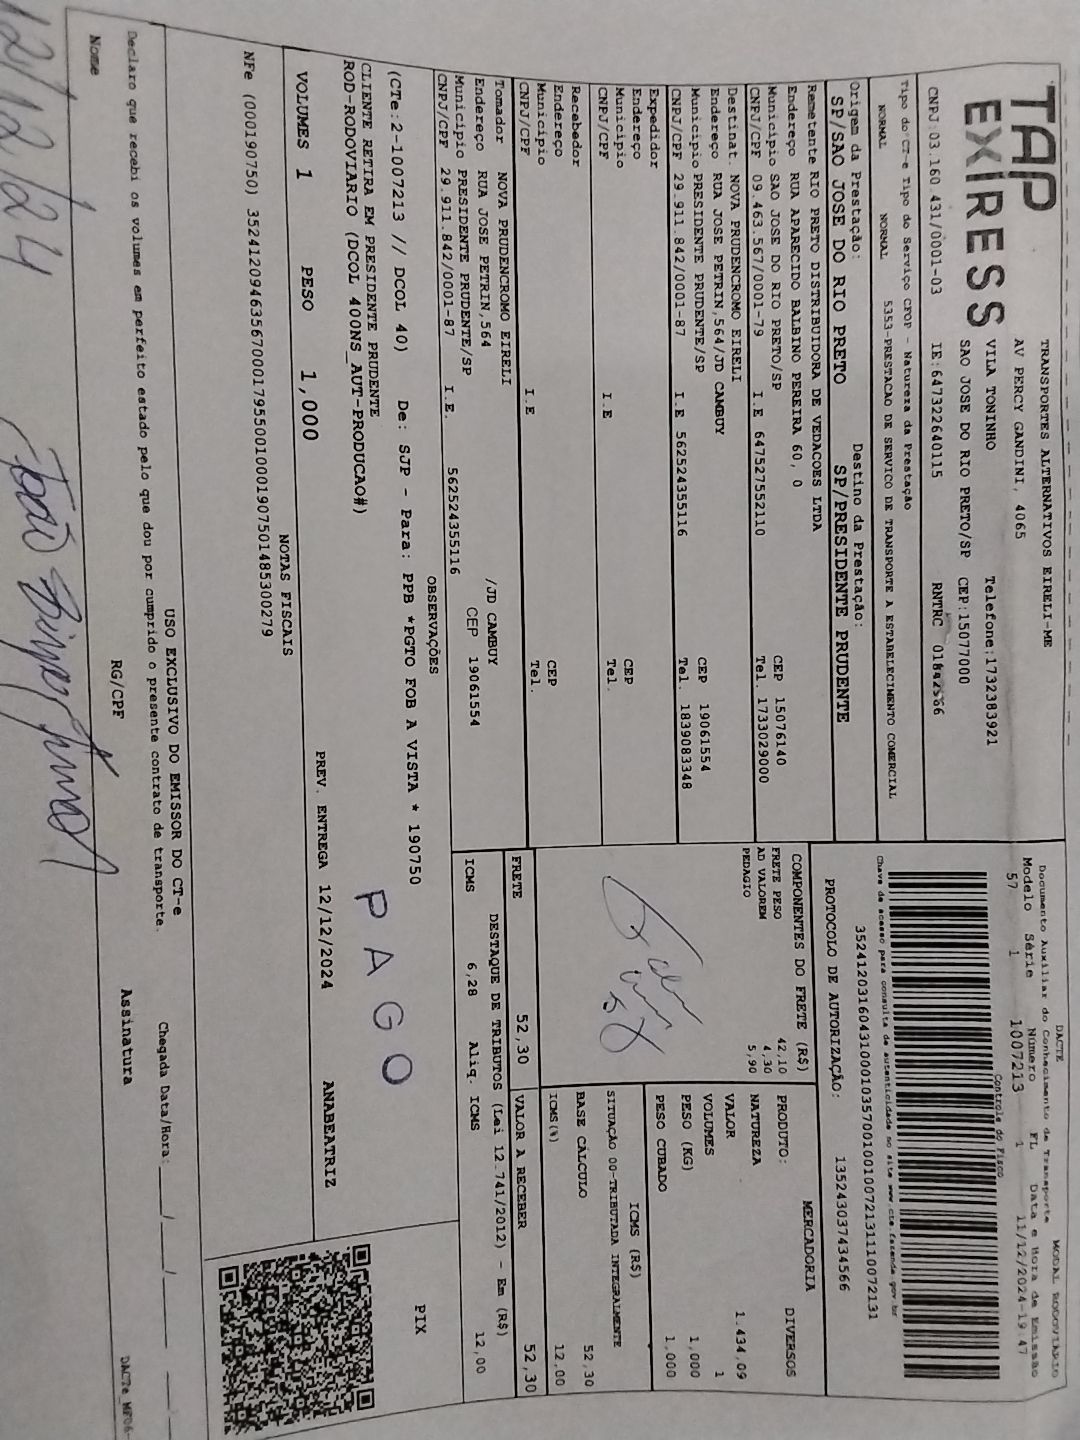 TAP
EXIRESS
TRANSPORTES ALTERNATIVOS EIRELI-ME
AV PERCY GANDINI, 4065
VILA TONINHO Telefone:1732383921
SAO JOSE DO RIO PRETO/SP CEP:15077000
CNPJ:03.160.431/0001-03 IE:647322640115 RNTRC
Tipo do CT-e Tipo do Serviço CFOP - Natureza da Prestação
NORMAL NORMAL 5353-PRESTACAO DE SERVICO DE TRANSPORTE A ESTABELECIMENTO COMERCIAL
Origem da Prestação: Destino da Prestação:
SP/SAO JOSE DO RIO PRETO SP/PRESIDENTE PRUDENTE
Remetente RIO PRETO DISTRIBUIDORA DE VEDACOES LTDA
Endereço RUA APARECIDO BALBINO PEREIRA 60, 0 CEP 15076140
Município SAO JOSE DO RIO PRETO/SP Tel. 1733029000
CNPJ/CPF 09.463.567/0001-79 I.E 647527552110
Destinat. NOVA PRUDENCROMO EIRELI
Endereço RUA JOSE PETRIN,564/JD CAMBUY CEP 19061554
Município PRESIDENTE PRUDENTE/SP Tel. 1839083348
CNPJ/CPF 29.911.842/0001-87 I.E 562524355116
Expedidor
Endereço CEP
Município Tel.
CNPJ/CPF I.E
Recebedor
Endereço CEP
Município Tel.
CNPJ/CPF I.E
Tomador NOVA PRUDENCROMO EIRELI
Endereço RUA JOSE PETRIN,564 /JD CAMBUY
Município PRESIDENTE PRUDENTE/SP CEP 19061554
CNPJ/CPF 29.911.842/0001-87 I.E. 562524355116
DACTE MODAL RODOVIÁRIO
Documento Auxiliar do Conhecimento de Transporte
Modelo Série Número FL Data e Hora de Emissão
57 1 1007213 1 11/12/2024-19:47
Controle do Fisco
Chave de acesso para consulta de autenticidade no site www.cte.fazenda.gov.br
35241203160431000103570010010072131110072131
PROTOCOLO DE AUTORIZAÇÃO: 135243037434566
COMPONENTES DO FRETE (R$)
FRETE PESO 42,10
AD VALOREM 4,30
PEDAGIO 5,90
MERCADORIA
PRODUTO: DIVERSOS
NATUREZA
VALOR 1.434,09
VOLUMES 1
PESO (KG) 1,000
PESO CUBADO 1,000
ICMS (R$)
SITUAÇÃO 00-TRIBUTADA INTEGRALMENTE
BASE CÁLCULO 52,30
ICMS(%) 12,00
FRETE 52,30 VALOR A RECEBER 52,30
DESTAQUE DE TRIBUTOS (Lei 12.741/2012) - Em (R$)
ICMS 6,28 Aliq. ICMS 12,00
OBSERVAÇÕES
(CTe:2-1007213 // DCOL 40) De: SJP - Para: PPB *PGTO FOB A VISTA * 190750
CLIENTE RETIRA EM PRESIDENTE PRUDENTE
ROD-RODOVIARIO (DCOL 400NS_AUT-PRODUCAO#)
PAGO
PIX
VOLUMES 1 PESO 1,000 PREV. ENTREGA 12/12/2024 ANABEATRIZ
NOTAS FISCAIS
NFe (000190750) 35241209463567000179550010001907501485300279
USO EXCLUSIVO DO EMISSOR DO CT-e
Declaro que recebi os volumes em perfeito estado pelo que dou por cumprido o presente contrato de transporte. Chegada Data/Hora: __/__/__
Nome RG/CPF Assinatura
12/12/24 João